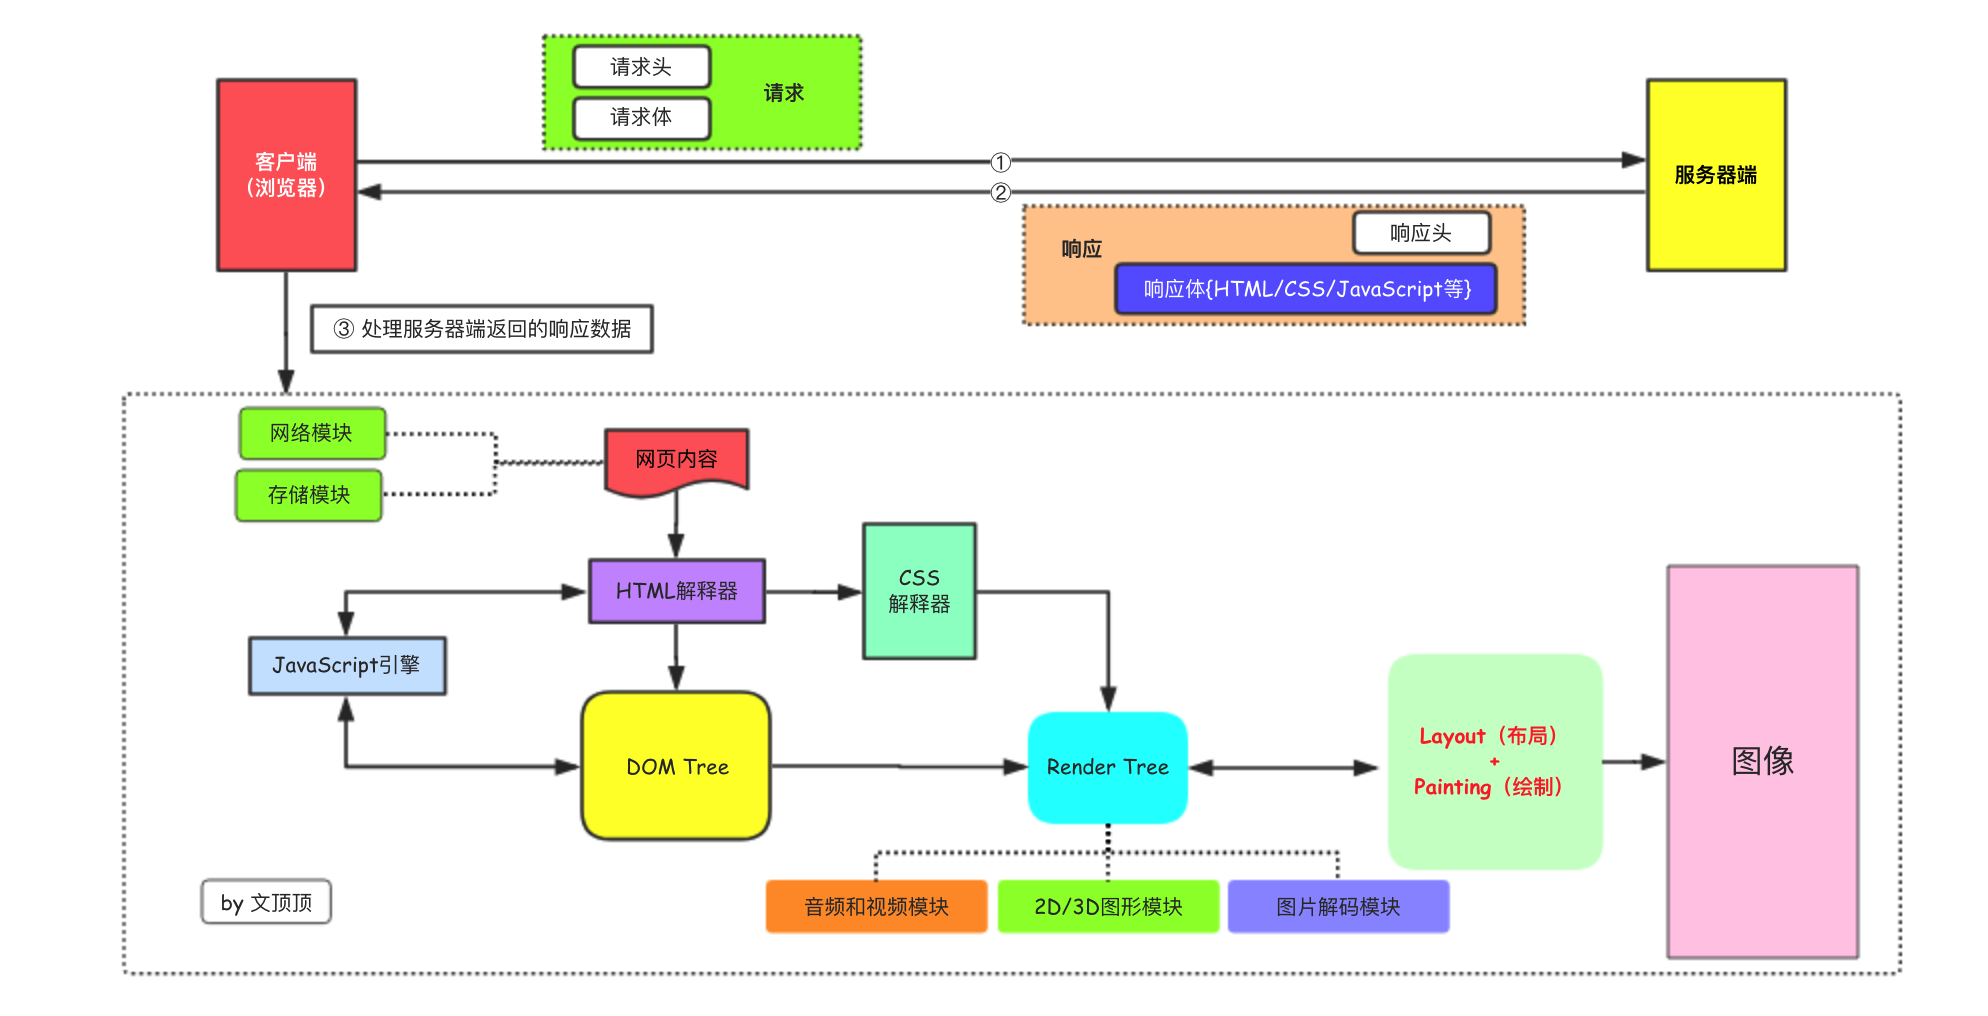 请求头
请求
请求体
客户端
（浏览器）
①
②
服务器端
响应头
响应
响应体{HTML/CSS/JavaScript等}
③ 处理服务器端返回的响应数据
网络模块
网页内容
存储模块
CSS
解释器
HTML解释器
JavaScript引擎
DOM Tree
Render Tree
Layout（布局）
+
Painting（绘制）
图像
by 文顶顶
音频和视频模块
2D/3D图形模块
图片解码模块